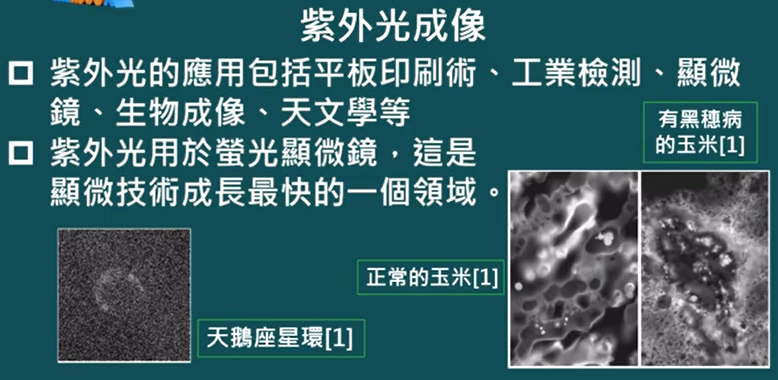 紫外光成像
紫外光的應用包括平板印刷術、工業檢測、顯微
鏡、生物成像、天文學等
紫外光用於螢光顯微鏡，這是
顯微技術成長最快的一個領域。
有黑穗病
的玉米[1]
正常的玉米[1]
天鵝座星環[1]